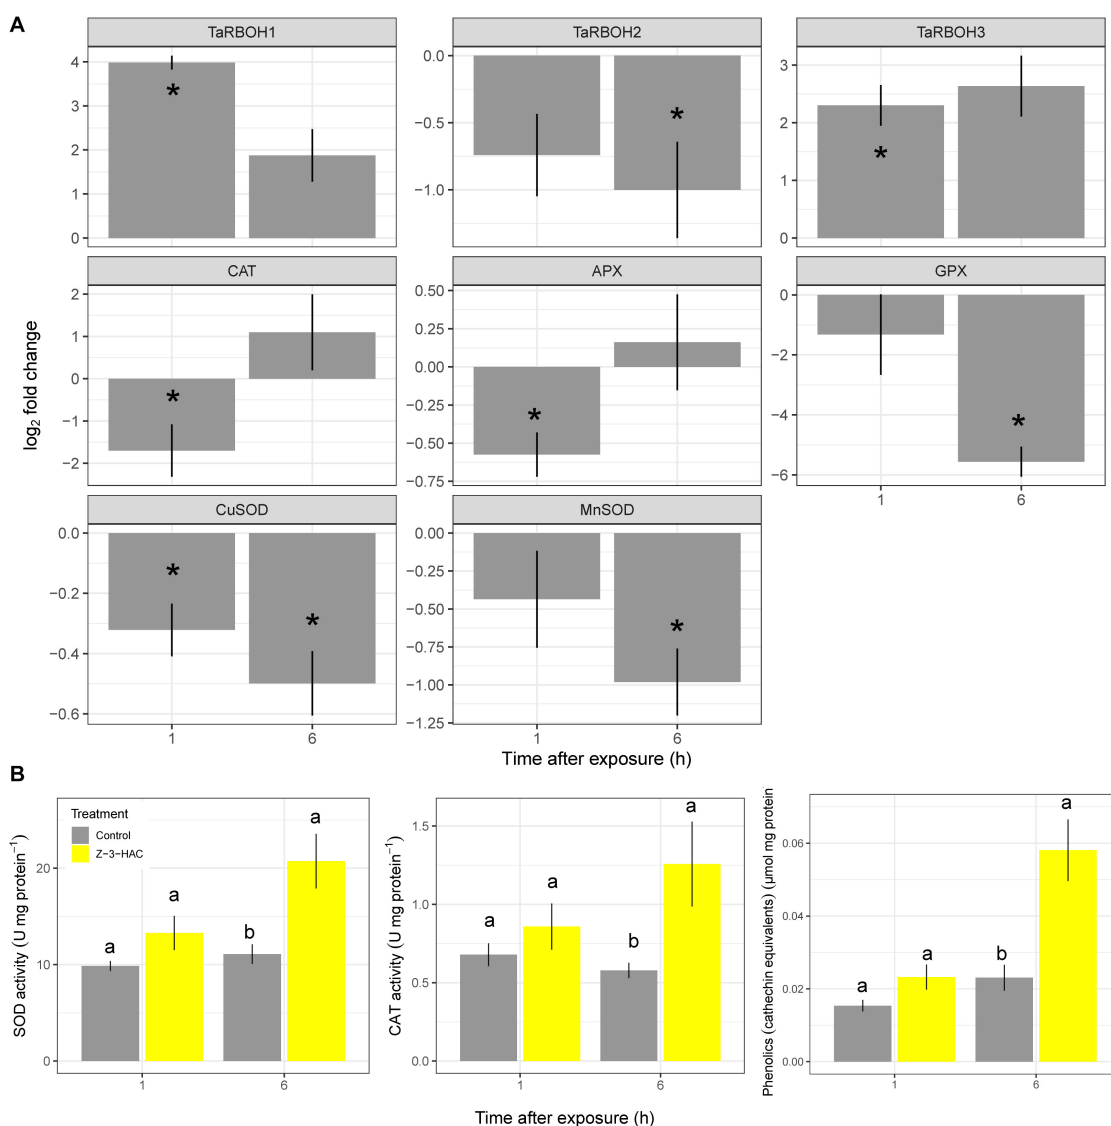 A
TaRBOH1
TaRBOH2
TaRBOH3
4
3
2
1
0
*
0.0
−0.5
−1.0
*
3
2
1
0
*
CAT
APX
GPX
log2 fold change
2
1
0
−1
−2
*
0.50
0.25
0.00
−0.25
−0.50
−0.75
*
0
−2
−4
−6
*
1 6
CuSOD
MnSOD
0.0
−0.2
−0.4
−0.6
* *
1 6
0.00
−0.25
−0.50
−0.75
−1.00
−1.25
*
1 6
Time after exposure (h)
B
SOD activity (U mg protein−1)
20
10
0
Treatment
Control
Z−3−HAC
a a b a
1 6
CAT activity (U mg protein−1)
1.5
1.0
0.5
0.0
a a b a
1 6
Phenolics (cathechin equivalents) (μmol mg protein
0.06
0.04
0.02
0.00
a a b a
1 6
Time after exposure (h)